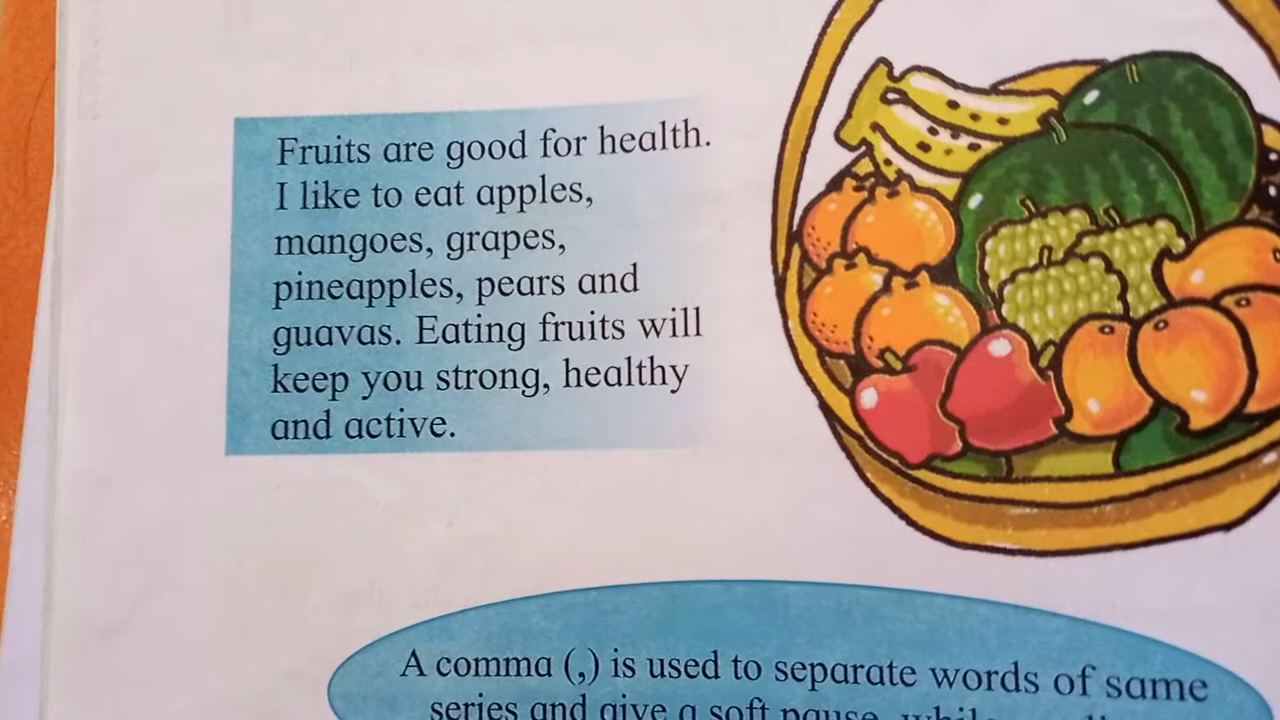 Fruits are good for health.
I like to eat apples,
mangoes, grapes,
pineapples, pears and
guavas. Eating fruits will
keep you strong, healthy
and active.
A comma (,) is used to separate words of same
series and give a soft pause, while